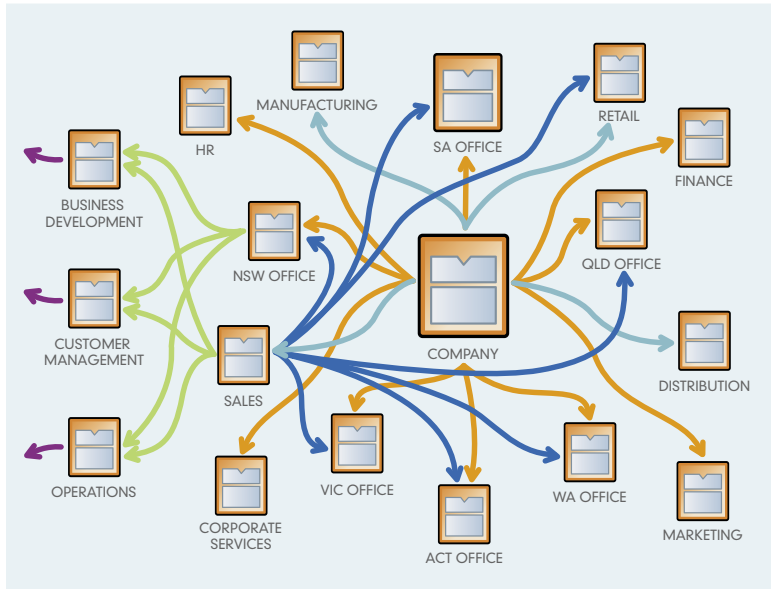 MANUFACTURING
SA OFFICE
RETAIL
HR
FINANCE
BUSINESS
DEVELOPMENT
NSW OFFICE
QLD OFFICE
CUSTOMER
MANAGEMENT
COMPANY
SALES
DISTRIBUTION
OPERATIONS
VIC OFFICE
WA OFFICE
CORPORATE
SERVICES
ACT OFFICE
MARKETING